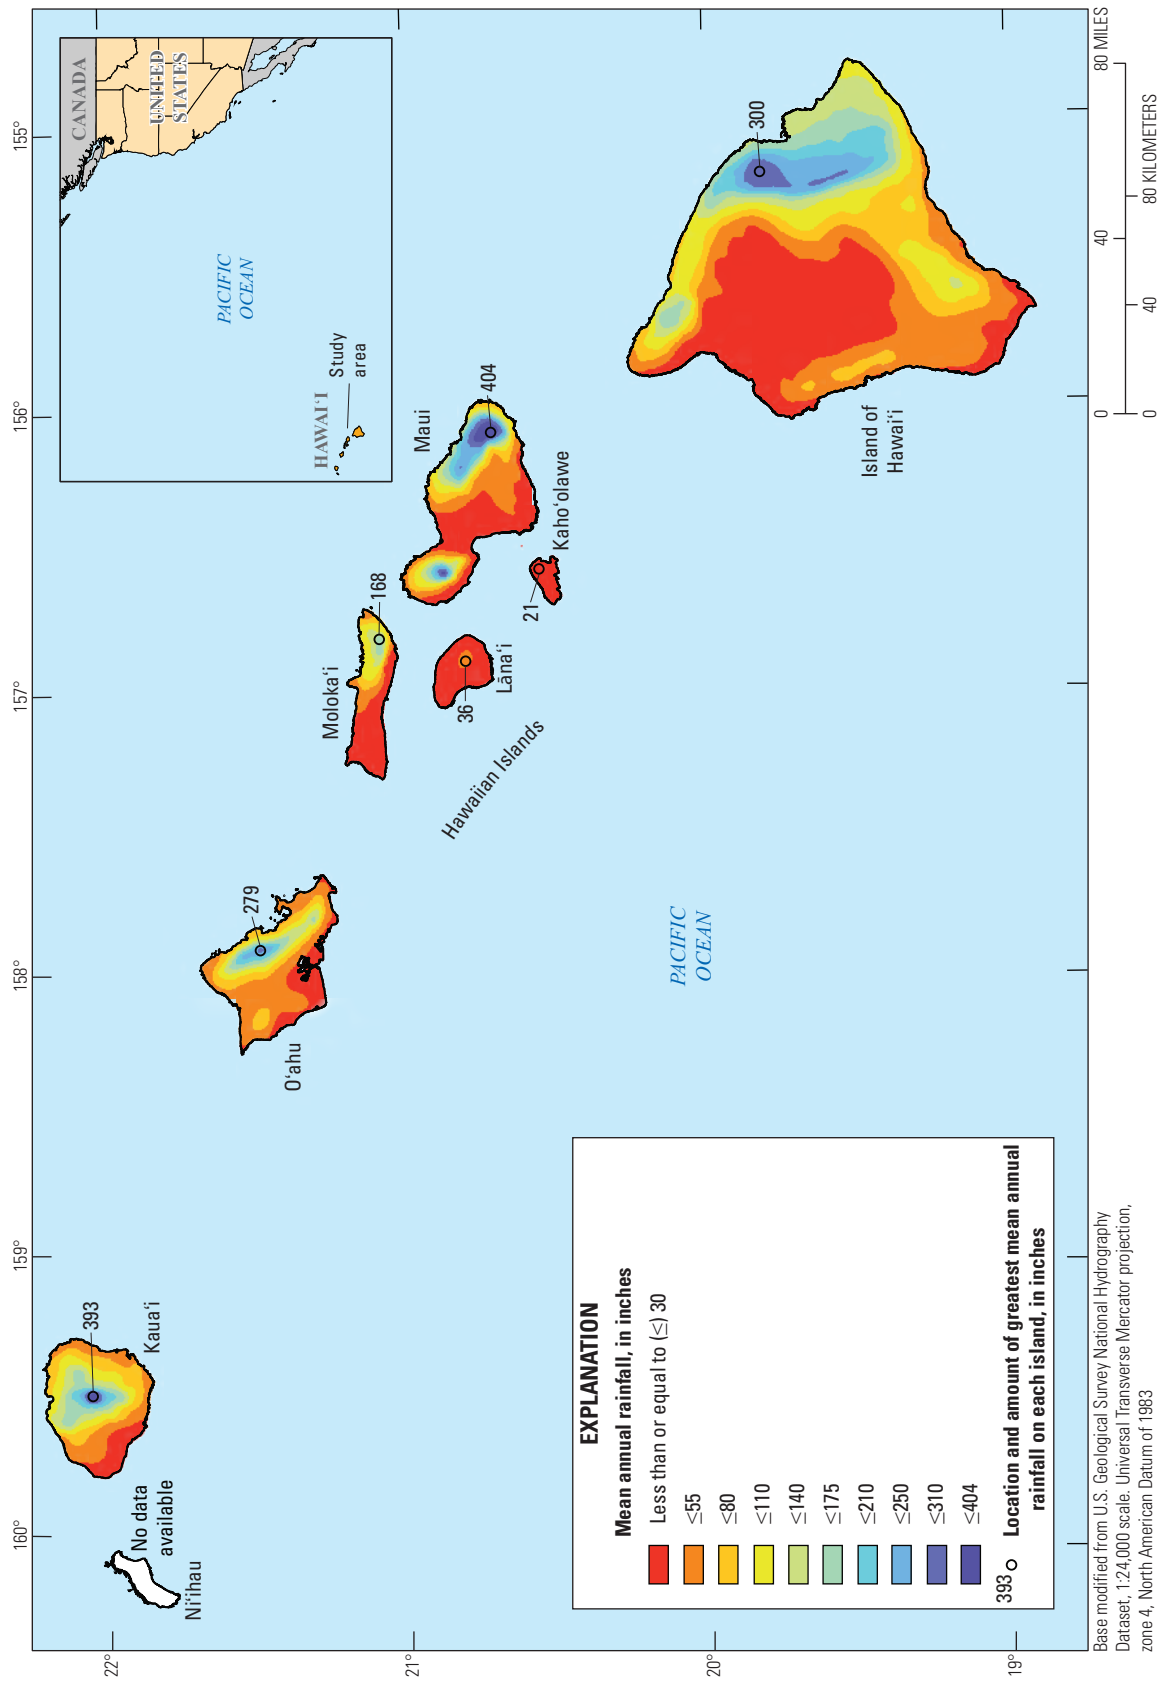 160°
159°
158°
157°
156°
155°
22°
21°
20°
19°
CANADA
UNITED
STATES
PACIFIC
OCEAN
HAWAIʻI
Study
area
Niʻihau
No data
available
Kauaʻi
393
Oʻahu
279
Molokaʻi
168
Lānaʻi
36
Maui
404
Kahoʻolawe
21
Hawaiian Islands
Island of
Hawaiʻi
300
PACIFIC
OCEAN
EXPLANATION
Mean annual rainfall, in inches
Less than or equal to (≤) 30
≤55
≤80
≤110
≤140
≤175
≤210
≤250
≤310
≤404
393 Location and amount of greatest mean annual
rainfall on each island, in inches
Base modified from U.S. Geological Survey National Hydrography
Dataset, 1:24,000 scale. Universal Transverse Mercator projection,
zone 4, North American Datum of 1983
0 40 80 MILES
0 40 80 KILOMETERS